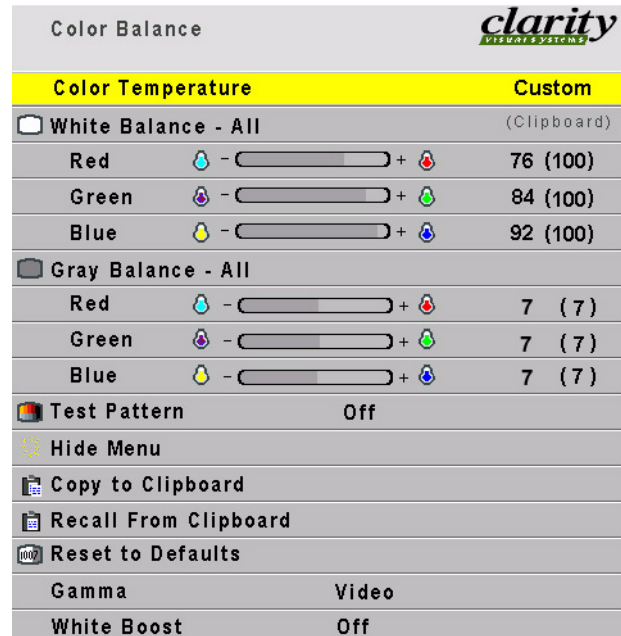 Color Balance
clarity
VISUAL SYSTEMS
Color Temperature Custom
White Balance - All (Clipboard)
Red - + 76 (100)
Green - + 84 (100)
Blue - + 92 (100)
Gray Balance - All
Red - + 7 (7)
Green - + 7 (7)
Blue - + 7 (7)
Test Pattern Off
Hide Menu
Copy to Clipboard
Recall From Clipboard
1007 Reset to Defaults
Gamma Video
White Boost Off